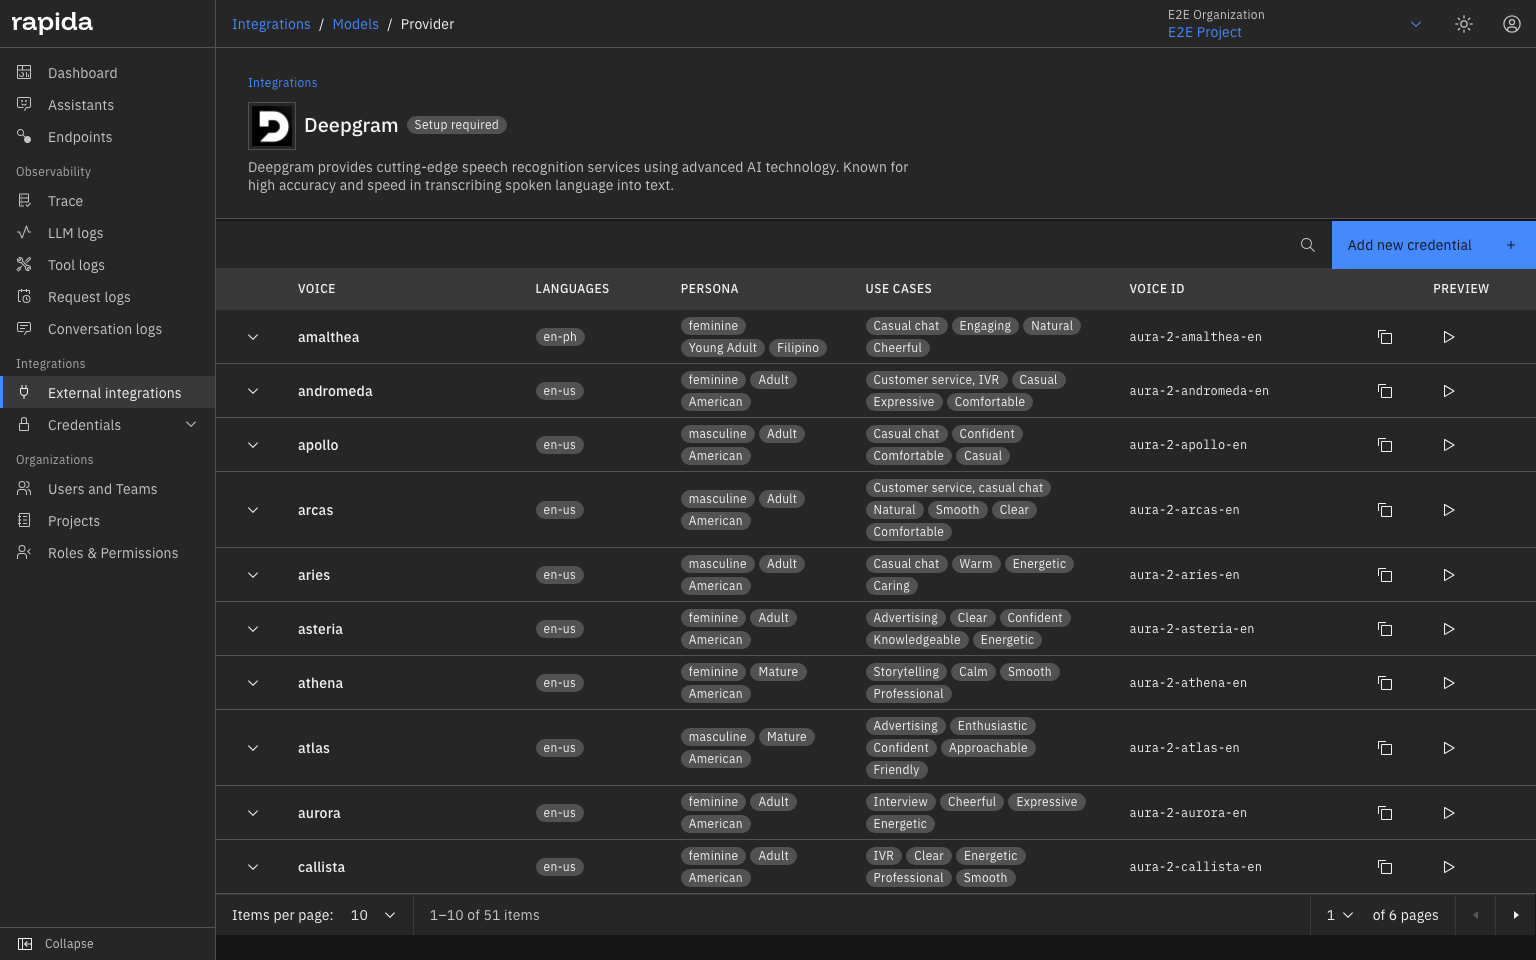 rapida
Integrations / Models / Provider
E2E Organization
E2E Project
Dashboard
Assistants
Endpoints
Observability
Trace
LLM logs
Tool logs
Request logs
Conversation logs
Integrations
External integrations
Credentials
Organizations
Users and Teams
Projects
Roles & Permissions
Collapse
Integrations
Deepgram Setup required
Deepgram provides cutting-edge speech recognition services using advanced AI technology. Known for
high accuracy and speed in transcribing spoken language into text.
Add new credential +
VOICE LANGUAGES PERSONA USE CASES VOICE ID PREVIEW
amalthea en-ph feminine Young Adult Filipino Casual chat Engaging Natural Cheerful aura-2-amalthea-en
andromeda en-us feminine Adult American Customer service, IVR Casual Expressive Comfortable aura-2-andromeda-en
apollo en-us masculine Adult American Casual chat Confident Comfortable Casual aura-2-apollo-en
arcas en-us masculine Adult American Customer service, casual chat Natural Smooth Clear Comfortable aura-2-arcas-en
aries en-us masculine Adult American Casual chat Warm Energetic Caring aura-2-aries-en
asteria en-us feminine Adult American Advertising Clear Confident Knowledgeable Energetic aura-2-asteria-en
athena en-us feminine Mature American Storytelling Calm Smooth Professional aura-2-athena-en
atlas en-us masculine Mature American Advertising Enthusiastic Confident Approachable Friendly aura-2-atlas-en
aurora en-us feminine Adult American Interview Cheerful Expressive Energetic aura-2-aurora-en
callista en-us feminine Adult American IVR Clear Energetic Professional Smooth aura-2-callista-en
Items per page: 10 1–10 of 51 items 1 of 6 pages